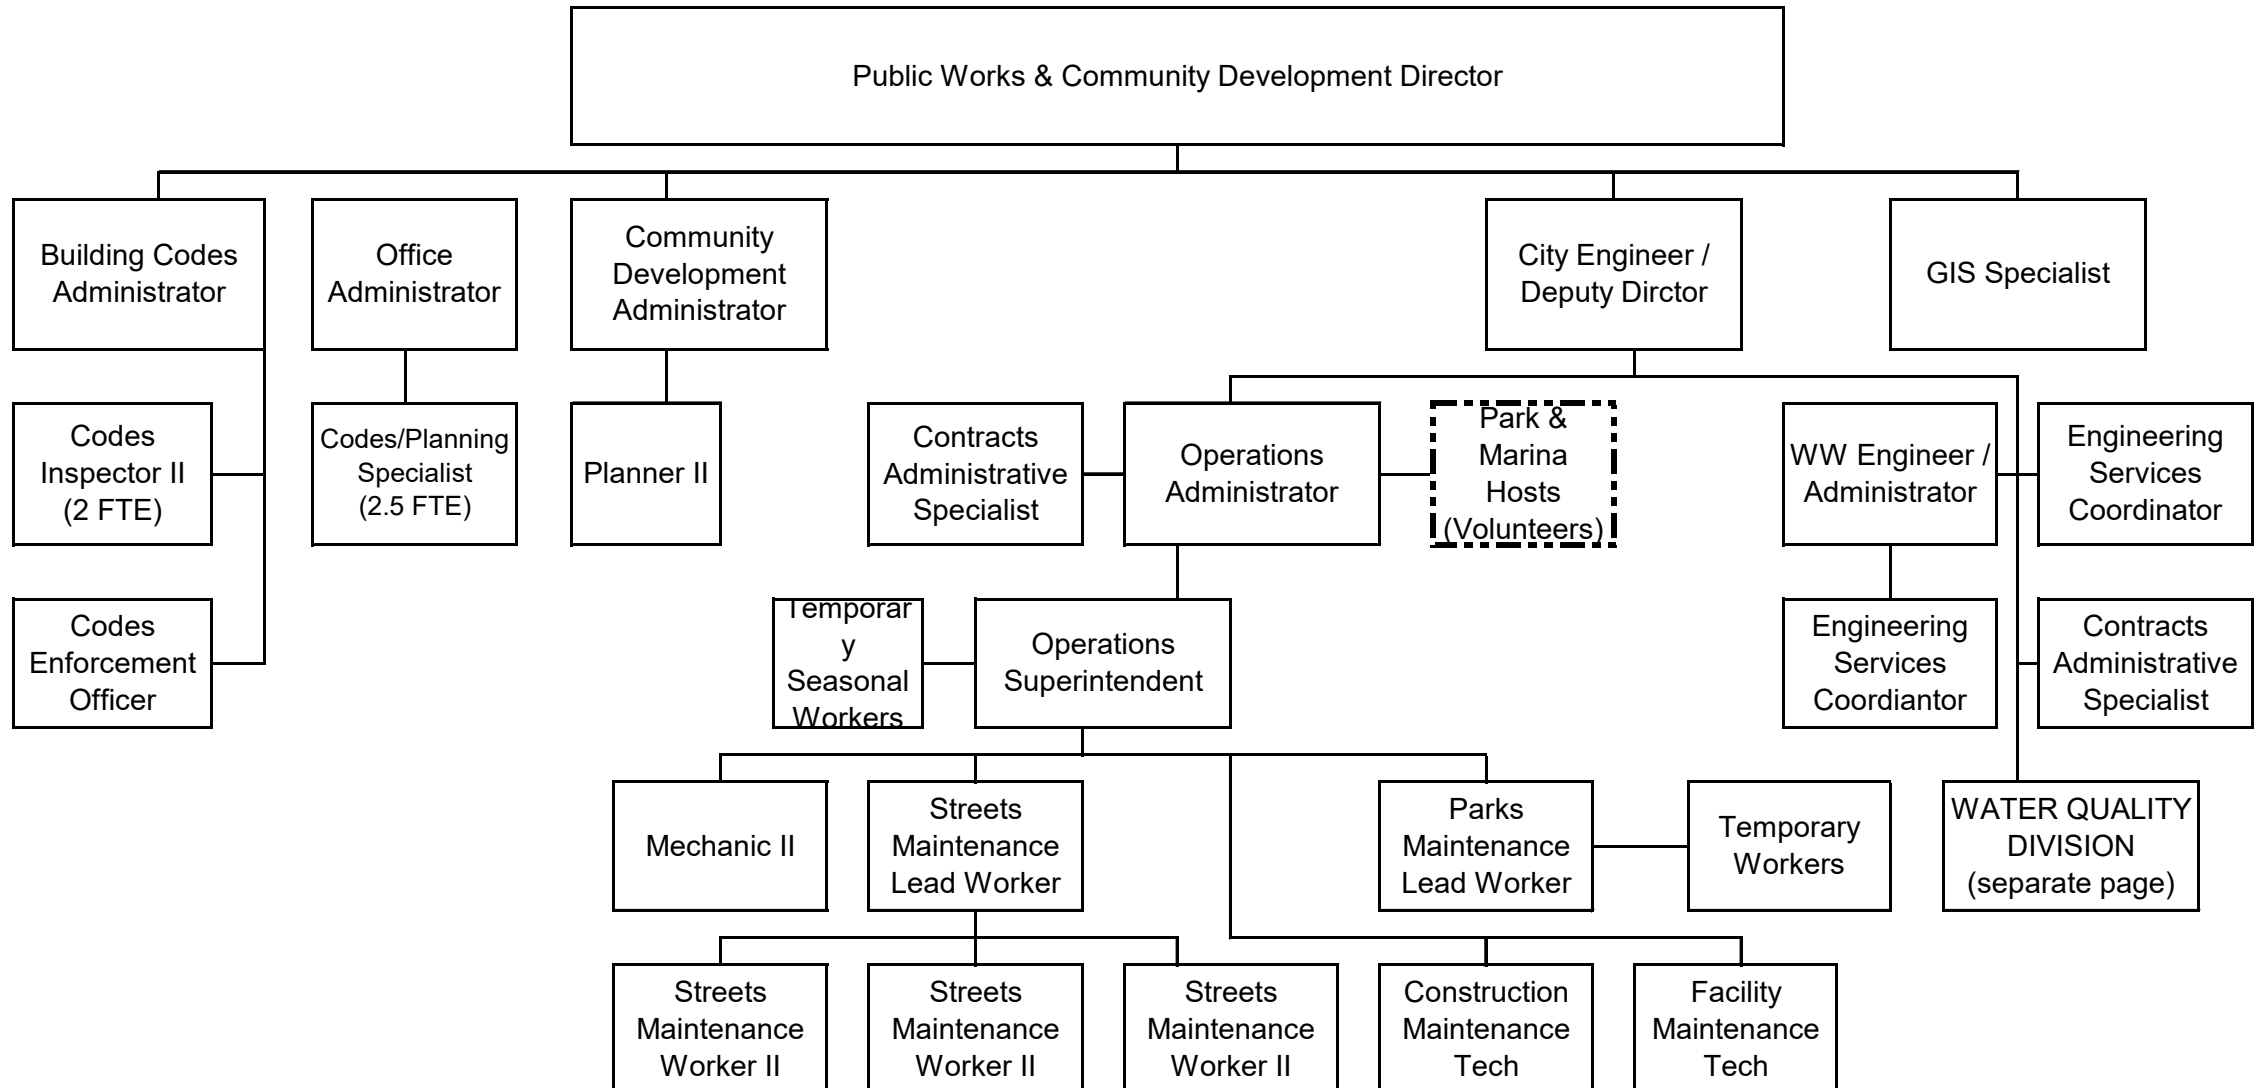 Public Works & Community Development Director
Building Codes
Administrator
Office
Administrator
Community
Development
Administrator
City Engineer /
Deputy Dirctor
GIS Specialist
Codes
Inspector II
(2 FTE)
Codes/Planning
Specialist
(2.5 FTE)
Planner II
Contracts
Administrative
Specialist
Operations
Administrator
Park &
Marina
Hosts
(Volunteers)
WW Engineer /
Administrator
Engineering
Services
Coordinator
Codes
Enforcement
Officer
Temporar
y
Seasonal
Workers
Operations
Superintendent
Engineering
Services
Coordiantor
Contracts
Administrative
Specialist
Mechanic II
Streets
Maintenance
Lead Worker
Parks
Maintenance
Lead Worker
Temporary
Workers
WATER QUALITY
DIVISION
(separate page)
Streets
Maintenance
Worker II
Streets
Maintenance
Worker II
Streets
Maintenance
Worker II
Construction
Maintenance
Tech
Facility
Maintenance
Tech